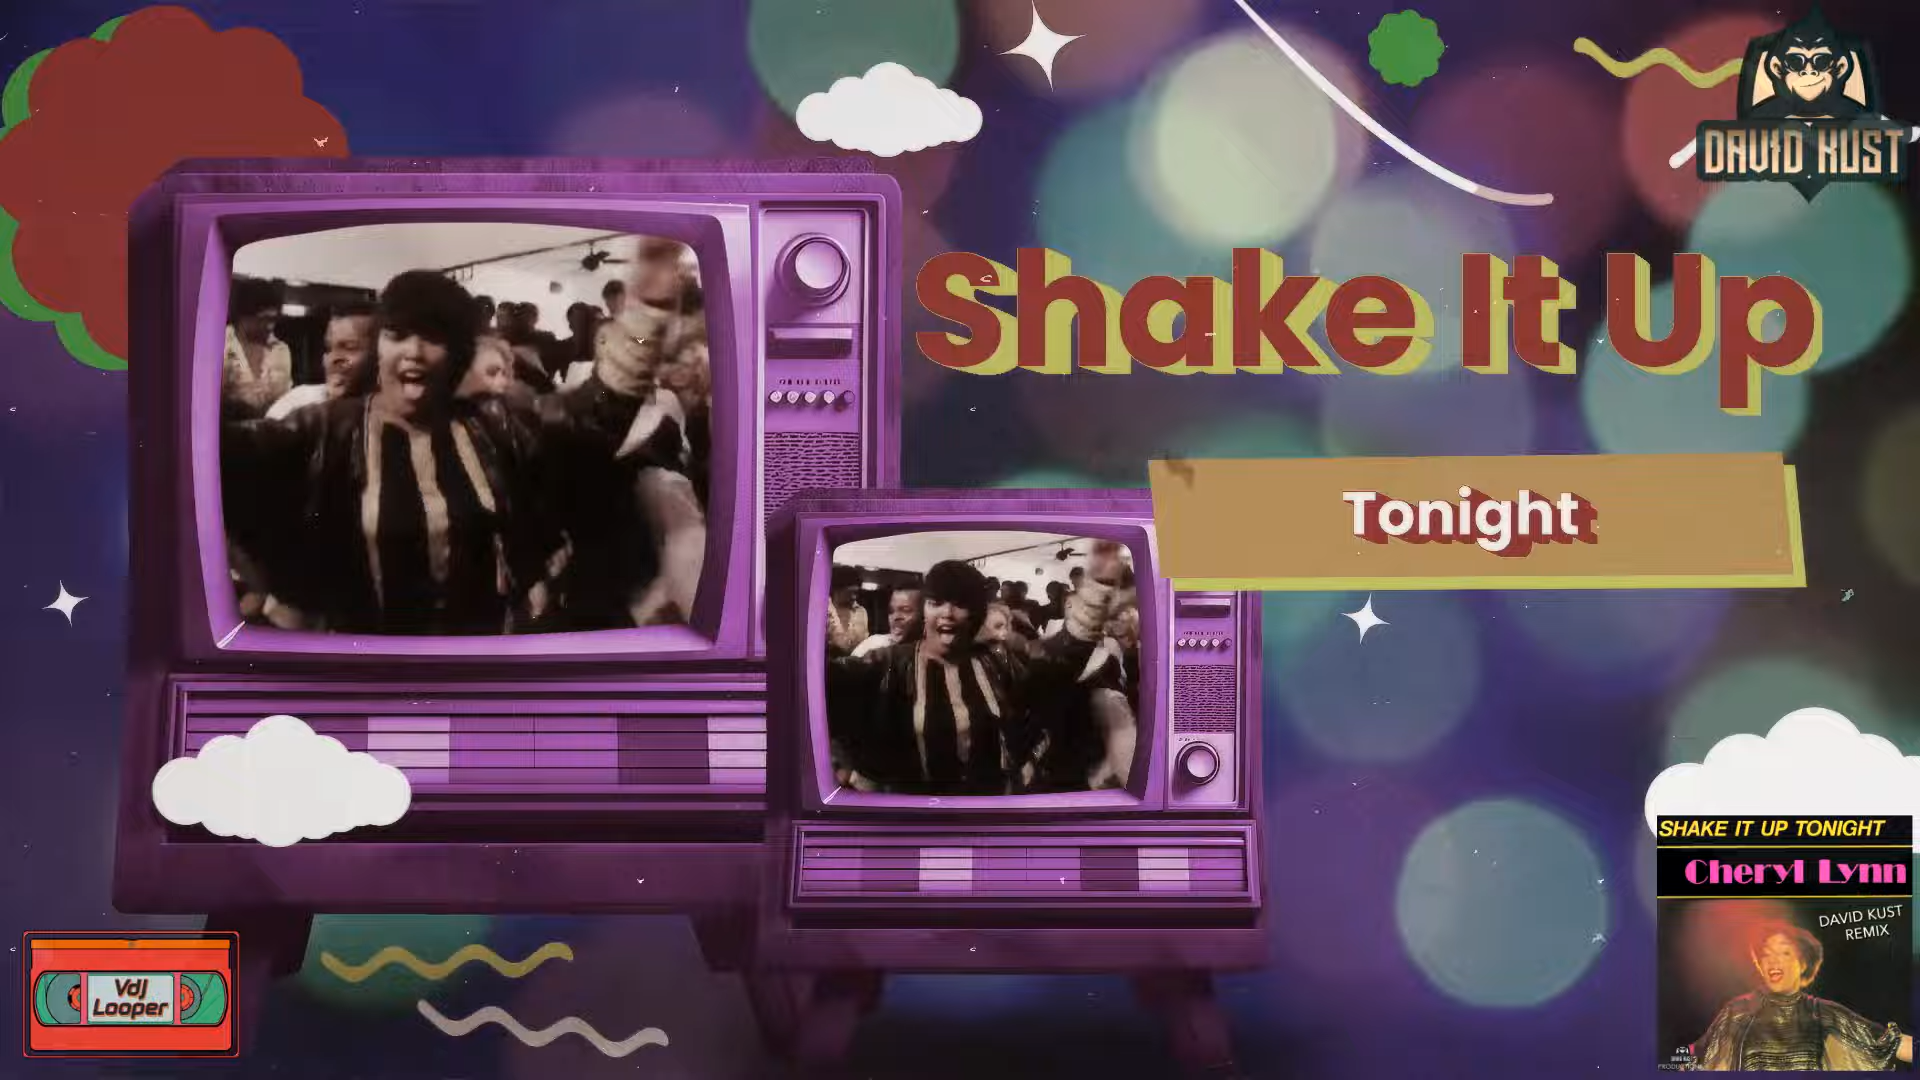 DAVID KUST
Shake It Up
Tonight
SHAKE IT UP TONIGHT
Cheryl Lynn
DAVID KUST
REMIX
VdJ
Looper